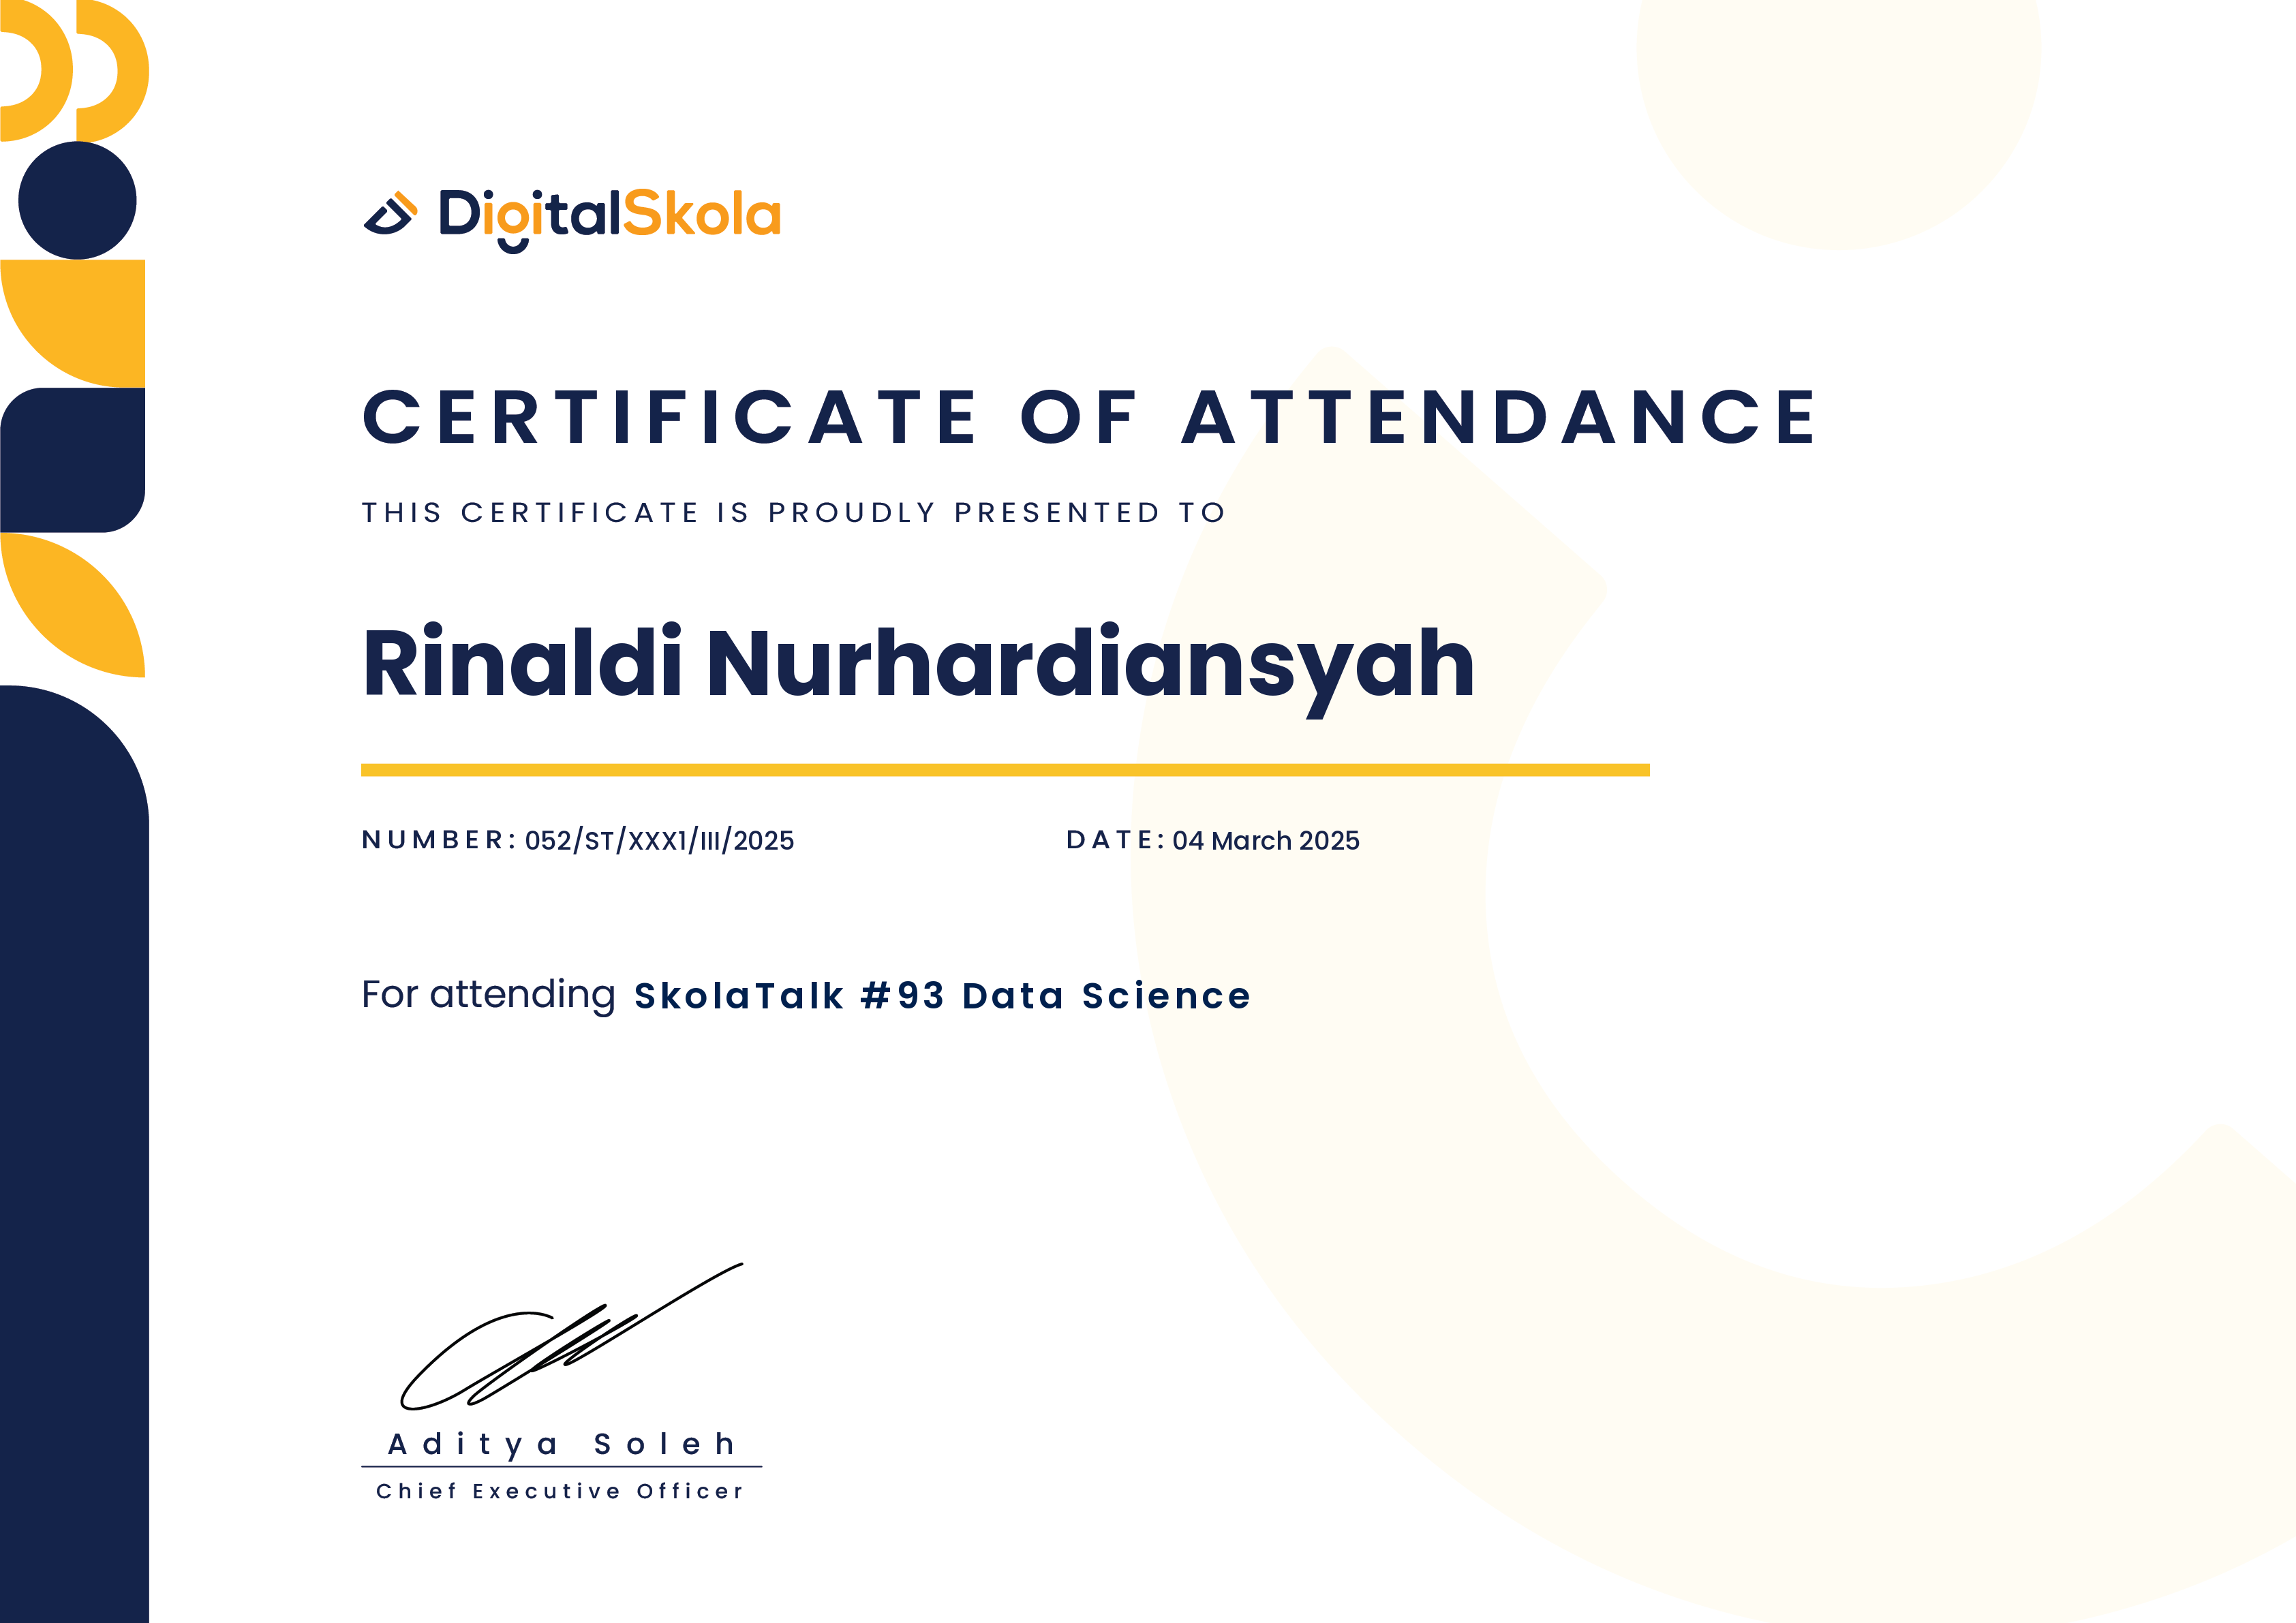 DigitalSkola
CERTIFICATE OF ATTENDANCE
THIS CERTIFICATE IS PROUDLY PRESENTED TO
Rinaldi Nurhardiansyah
NUMBER: 052/ST/XXX1/III/2025
DATE: 04 March 2025
For attending SkolaTalk #93 Data Science
Aditya Soleh
Chief Executive Officer